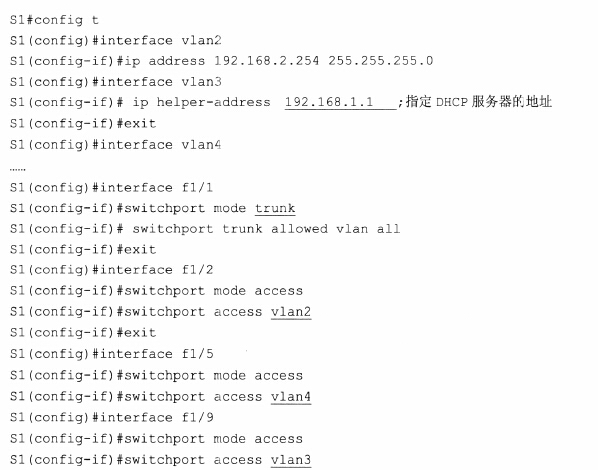 S1#config t
S1(config)#interface vlan2
S1(config-if)#ip address 192.168.2.254 255.255.255.0
S1(config-if)#interface vlan3
S1(config-if)# ip helper-address 192.168.1.1 ;指定 DHCP 服务器的地址
S1(config-if)#exit
S1(config)#interface vlan4
……
S1(config)#interface f1/1
S1(config-if)#switchport mode trunk
S1(config-if)# switchport trunk allowed vlan all
S1(config-if)#exit
S1(config)#interface f1/2
S1(config-if)#switchport mode access
S1(config-if)#switchport access vlan2
S1(config-if)#exit
S1(config)#interface f1/5
S1(config-if)#switchport mode access
S1(config-if)#switchport access vlan4
S1(config)#interface f1/9
S1(config-if)#switchport mode access
S1(config-if)#switchport access vlan3